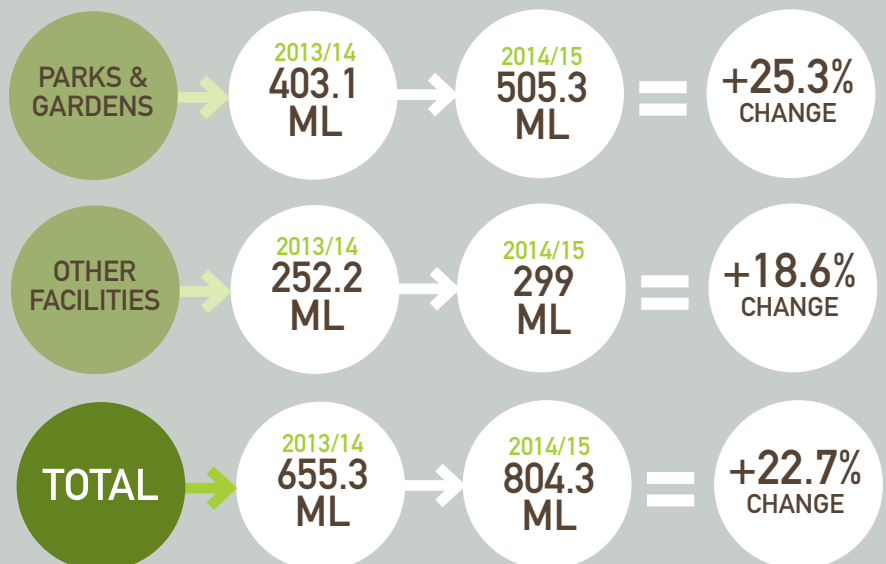 PARKS &
GARDENS
2013/14
403.1
ML
2014/15
505.3
ML
+25.3%
CHANGE
OTHER
FACILITIES
2013/14
252.2
ML
2014/15
299
ML
+18.6%
CHANGE
TOTAL
2013/14
655.3
ML
2014/15
804.3
ML
+22.7%
CHANGE